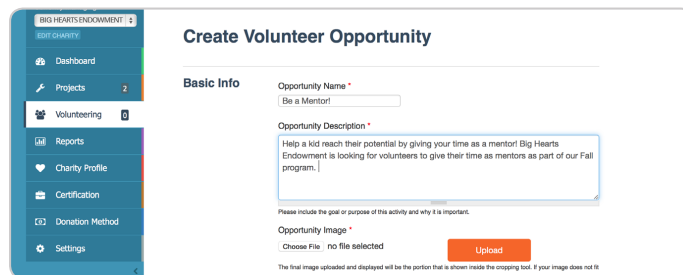 BIG HEARTS ENDOWMENT
EDIT CHARITY
Dashboard
Projects 2
Volunteering 0
Reports
Charity Profile
Certification
Donation Method
Settings
Create Volunteer Opportunity
Basic Info
Opportunity Name *
Be a Mentor!
Opportunity Description *
Help a kid reach their potential by giving your time as a mentor! Big Hearts
Endowment is looking for volunteers to give their time as mentors as part of our Fall
program.
Please include the goal or purpose of this activity and why it is important.
Opportunity Image *
Choose File no file selected
Upload
The final image uploaded and displayed will be the portion that is shown inside the cropping tool. If your image does not fit